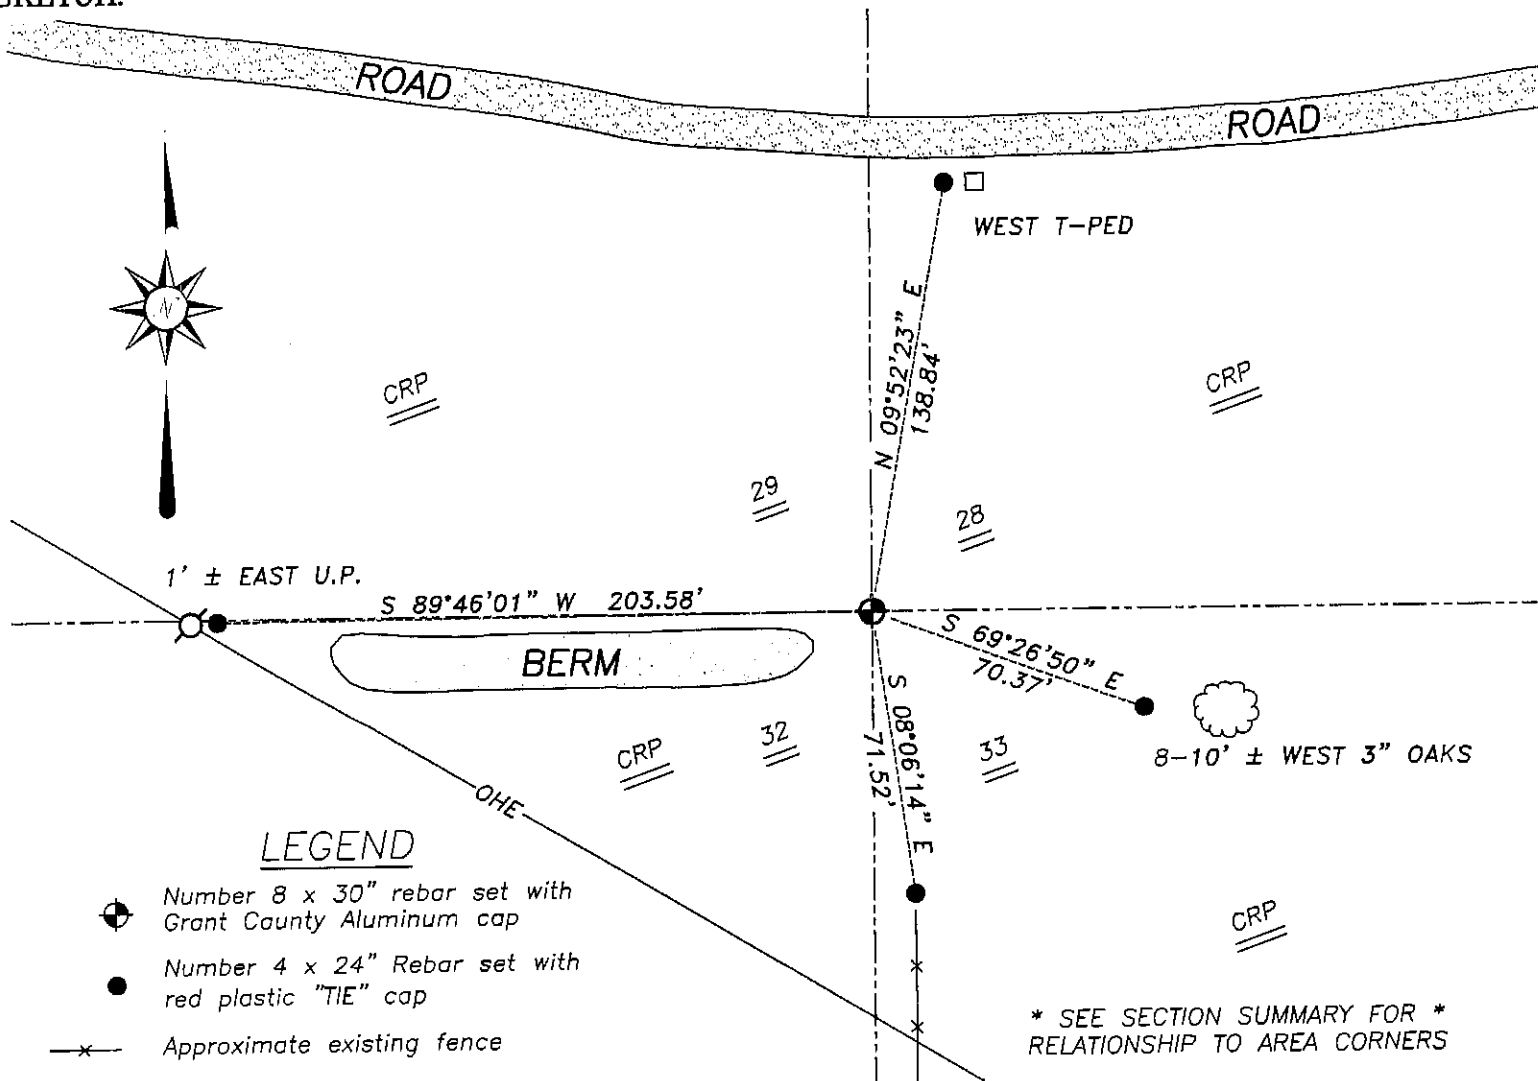 SKETCH:
ROAD
ROAD
WEST T-PED
N
N 09°52'23" E
138.84'
CRP
CRP
29
28
1' ± EAST U.P.
S 89°46'01" W 203.58'
BERM
S 69°26'50" E
70.37'
S 08°06'14" E
71.52'
8-10' ± WEST 3" OAKS
CRP
32
33
OHE
CRP
LEGEND
Number 8 x 30" rebar set with
Grant County Aluminum cap
Number 4 x 24" Rebar set with
red plastic "TIE" cap
Approximate existing fence
* SEE SECTION SUMMARY FOR *
RELATIONSHIP TO AREA CORNERS